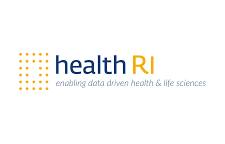 health RI
enabling data driven health & life sciences